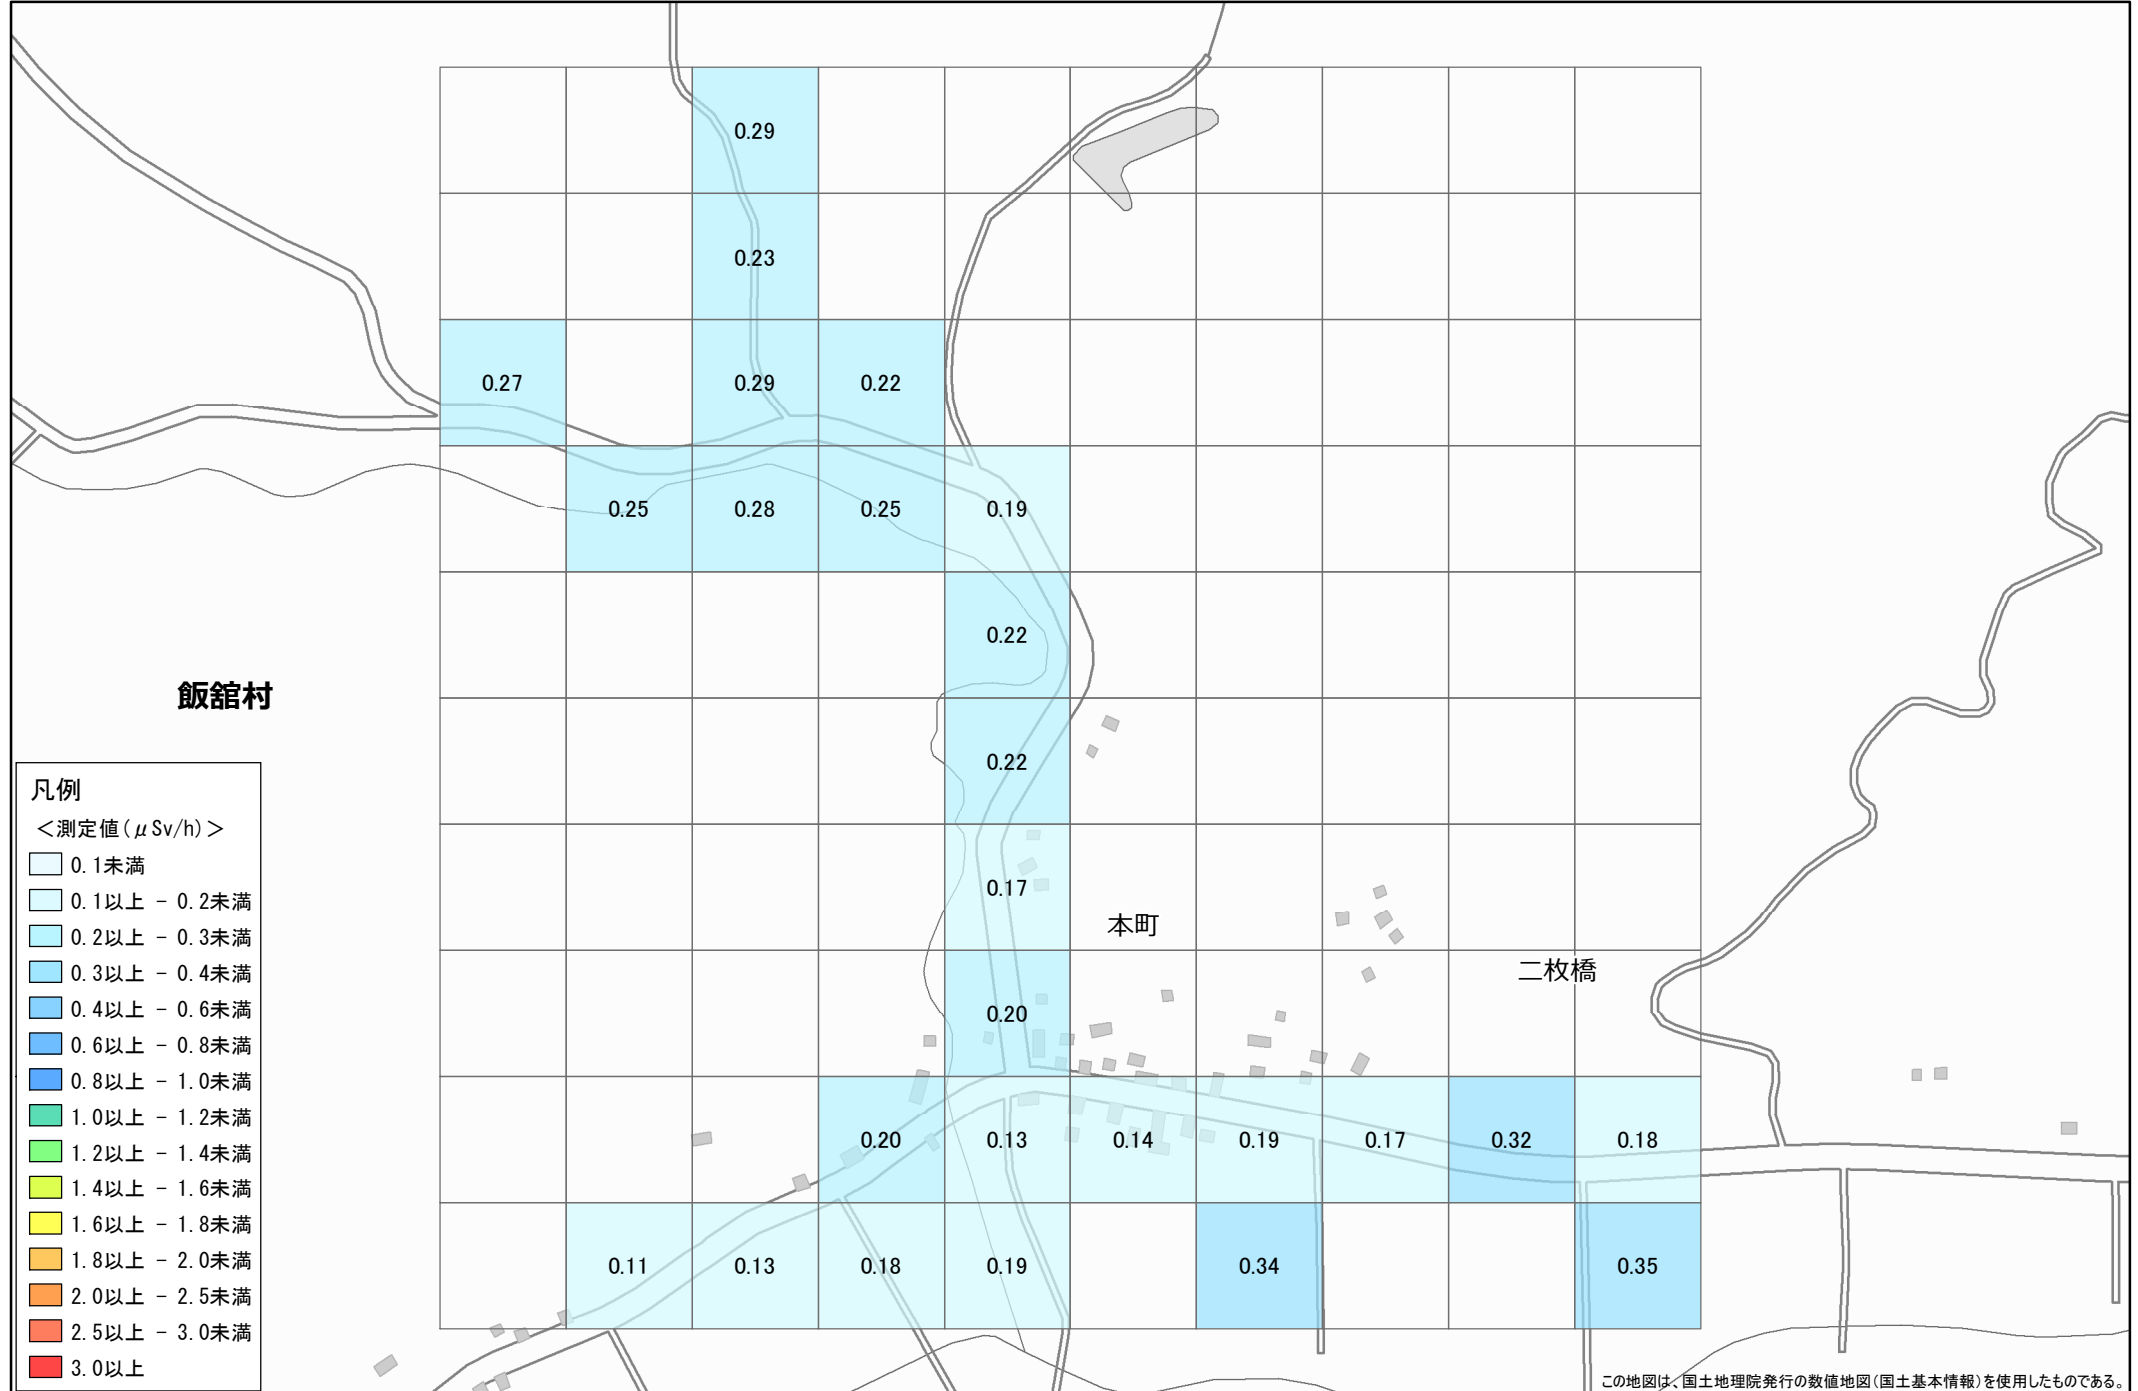 0.29
0.23
0.27 0.29 0.22
0.25 0.28 0.25 0.19
0.22
飯舘村
0.22
0.17
本町
二枚橋
0.20
0.20 0.13 0.14 0.19 0.17 0.32 0.18
0.11 0.13 0.18 0.19 0.34 0.35
凡例
＜測定値(μSv/h)＞
0.1未満
0.1以上 - 0.2未満
0.2以上 - 0.3未満
0.3以上 - 0.4未満
0.4以上 - 0.6未満
0.6以上 - 0.8未満
0.8以上 - 1.0未満
1.0以上 - 1.2未満
1.2以上 - 1.4未満
1.4以上 - 1.6未満
1.6以上 - 1.8未満
1.8以上 - 2.0未満
2.0以上 - 2.5未満
2.5以上 - 3.0未満
3.0以上
この地図は、国土地理院発行の数値地図(国土基本情報)を使用したものである。